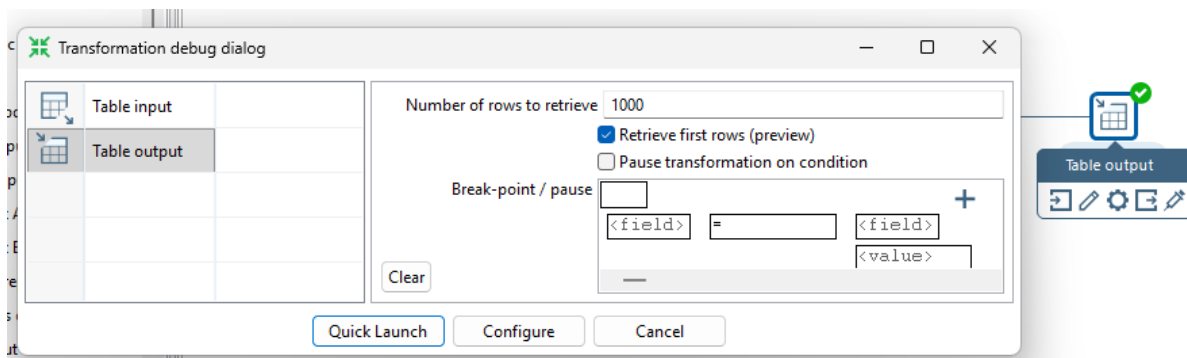 Transformation debug dialog
Table input
Table output
Number of rows to retrieve 1000
Retrieve first rows (preview)
Pause transformation on condition
Break-point / pause
<field> = <field>
<value>
Clear
Quick Launch Configure Cancel
Table output